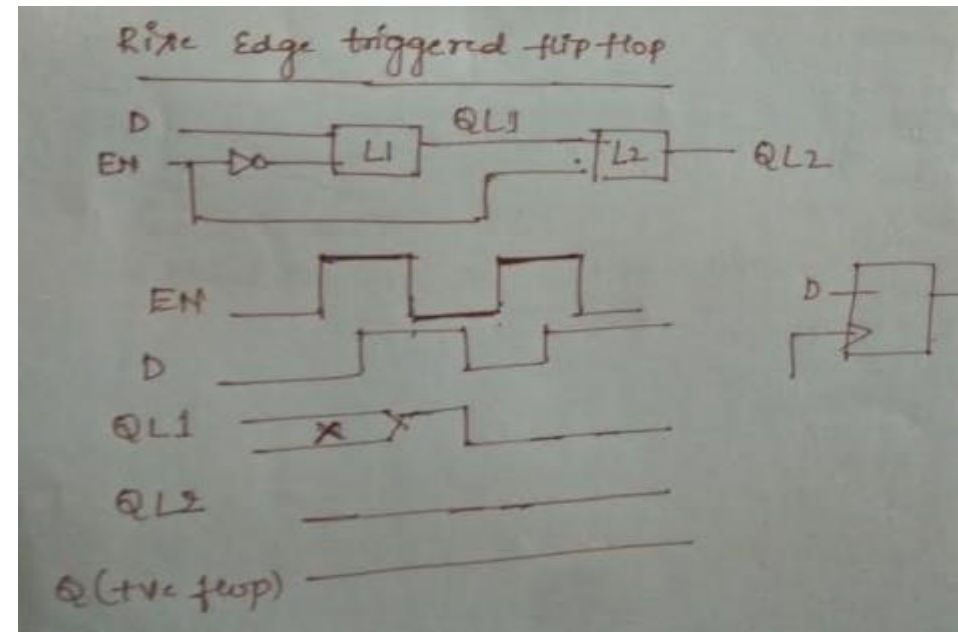 Rise Edge triggered flip flop
D
EN
L1
QL1
L2
QL2
EN
D
D
QL1
X
QL2
Q (+ve flop)